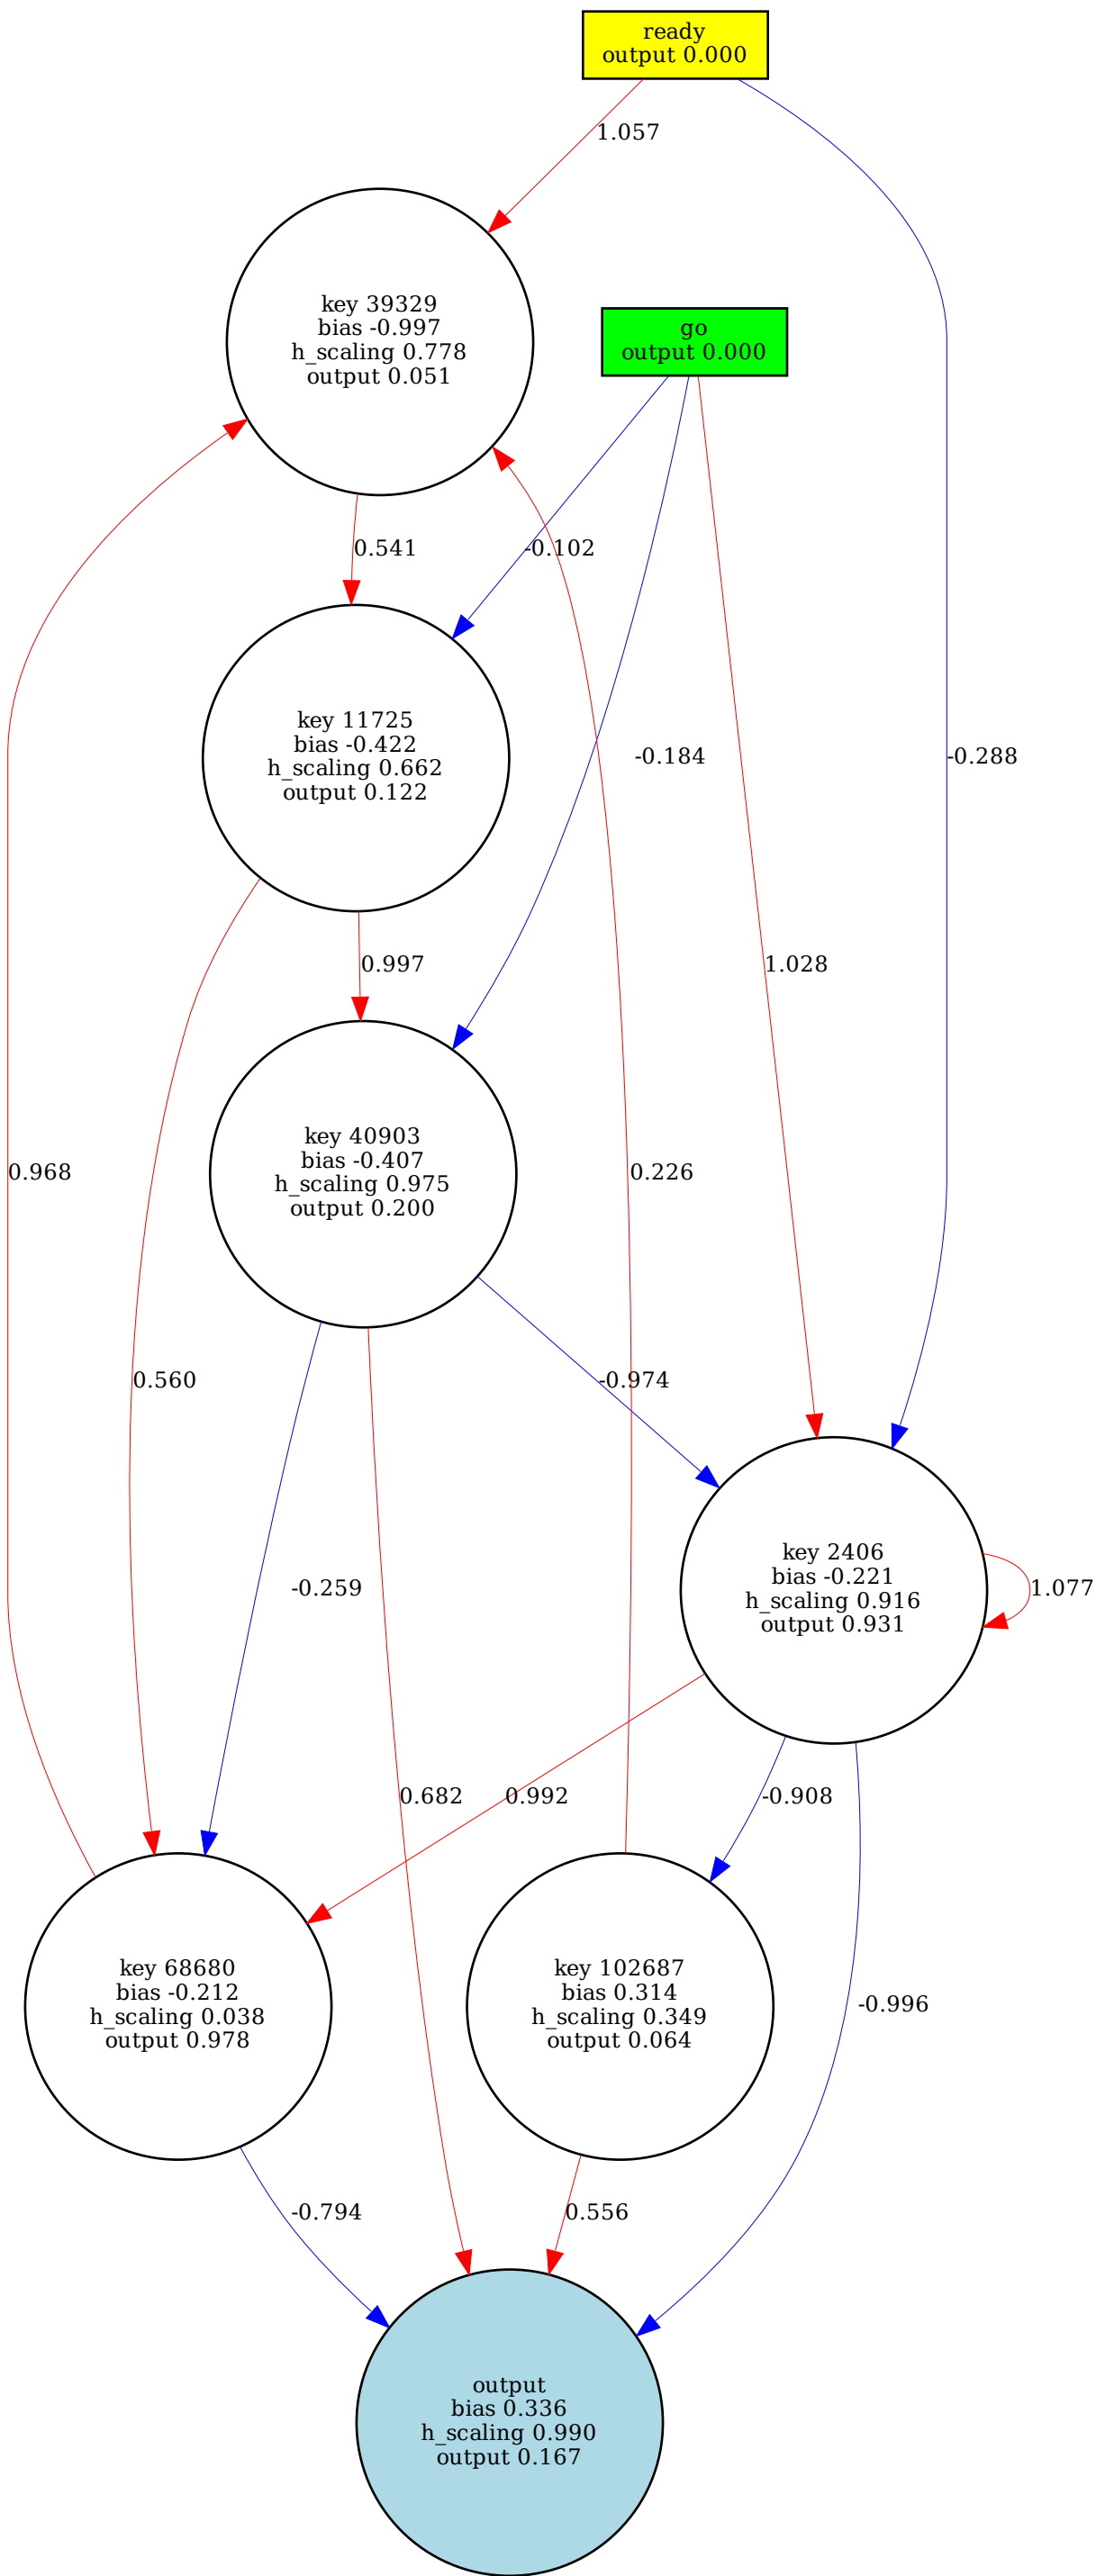 ready
output 0.000
1.057
key 39329
bias -0.997
h_scaling 0.778
output 0.051
go
output 0.000
0.541
-0.102
key 11725
bias -0.422
h_scaling 0.662
output 0.122
-0.184
-0.288
0.997
1.028
key 40903
bias -0.407
h_scaling 0.975
output 0.200
0.968
0.226
0.560
-0.974
key 2406
bias -0.221
h_scaling 0.916
output 0.931
-0.259
1.077
0.682
0.992
-0.908
key 68680
bias -0.212
h_scaling 0.038
output 0.978
key 102687
bias 0.314
h_scaling 0.349
output 0.064
-0.996
-0.794
0.556
output
bias 0.336
h_scaling 0.990
output 0.167